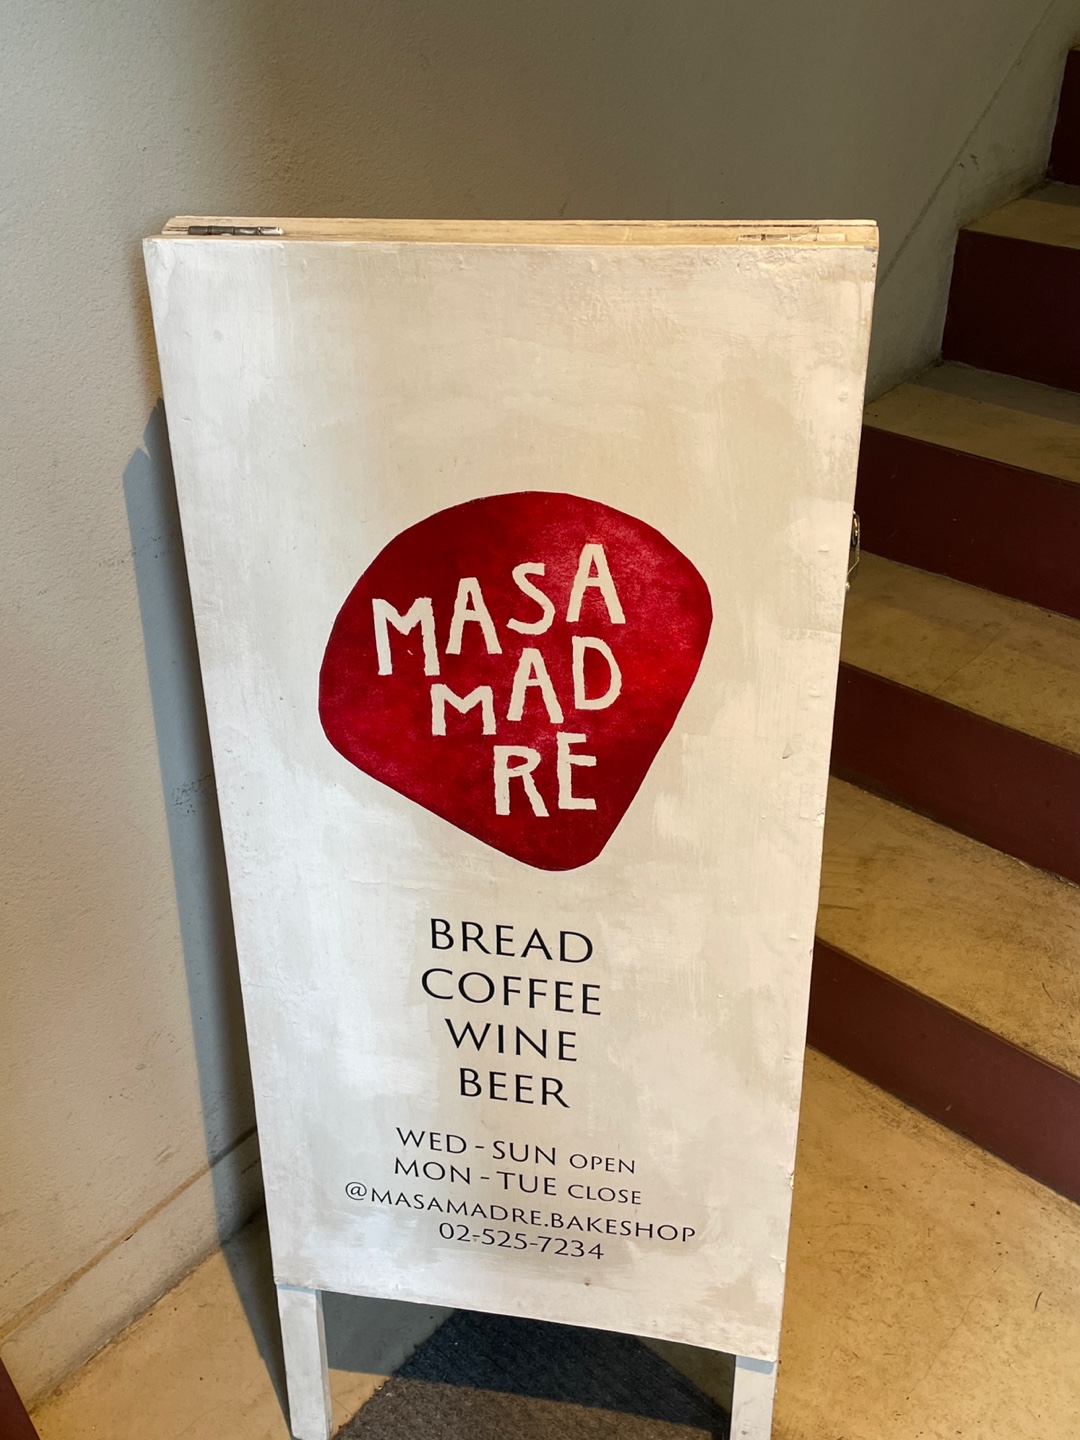 MASA
MAD
RE
BREAD
COFFEE
WINE
BEER
WED - SUN OPEN
MON - TUE CLOSE
@MASAMADRE.BAKESHOP
02-525-7234